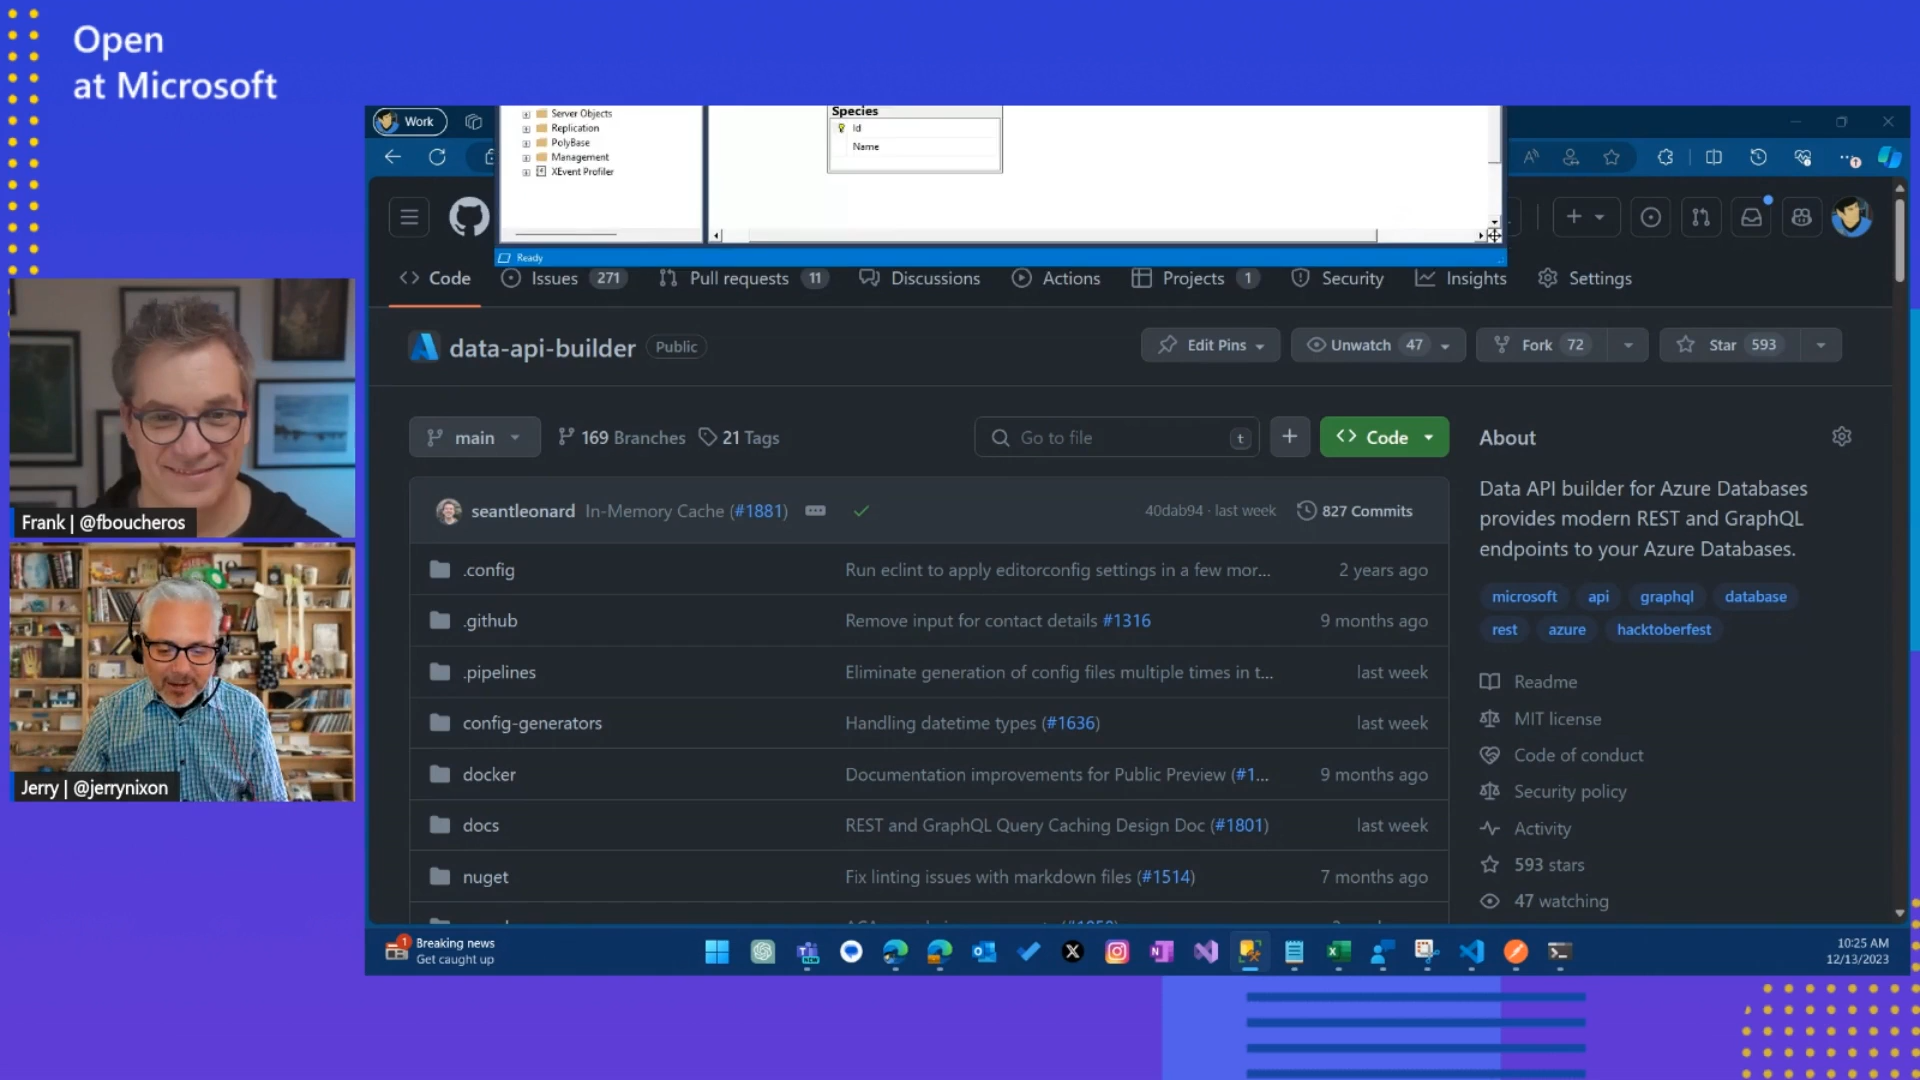 Open
at Microsoft
Work
Server Objects
Replication
PolyBase
Management
XEvent Profiler
Species
Id
Name
Ready
Code
Issues 271
Pull requests 11
Discussions
Actions
Projects 1
Security
Insights
Settings
data-api-builder Public
Edit Pins
Unwatch 47
Fork 72
Star 593
main
169 Branches
21 Tags
Go to file t
Code
seantleonard In-Memory Cache (#1881) 40dab94 · last week 827 Commits
.config Run eclint to apply editorconfig settings in a few mor... 2 years ago
.github Remove input for contact details #1316 9 months ago
.pipelines Eliminate generation of config files multiple times in t... last week
config-generators Handling datetime types (#1636) last week
docker Documentation improvements for Public Preview (#1... 9 months ago
docs REST and GraphQL Query Caching Design Doc (#1801) last week
nuget Fix linting issues with markdown files (#1514) 7 months ago
About
Data API builder for Azure Databases
provides modern REST and GraphQL
endpoints to your Azure Databases.
microsoft api graphql database
rest azure hacktoberfest
Readme
MIT license
Code of conduct
Security policy
Activity
593 stars
47 watching
Frank | @fboucheros
Jerry | @jerrynixon
1
Breaking news
Get caught up
10:25 AM
12/13/2023